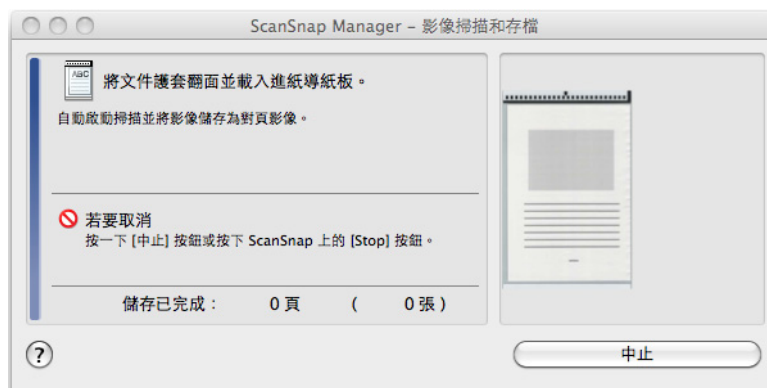 ScanSnap Manager – 影像掃描和存檔
ABC
將文件護套翻面並載入進紙導紙板。
自動啟動掃描並將影像儲存為對頁影像。
若要取消
按一下 [中止] 按鈕或按下 ScanSnap 上的 [Stop] 按鈕。
儲存已完成： 0 頁 ( 0 張 )
? 中止